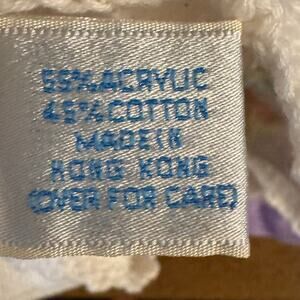 55% ACRYLIC
45% COTTON
MADE IN
HONG KONG
(OVER FOR CARE)